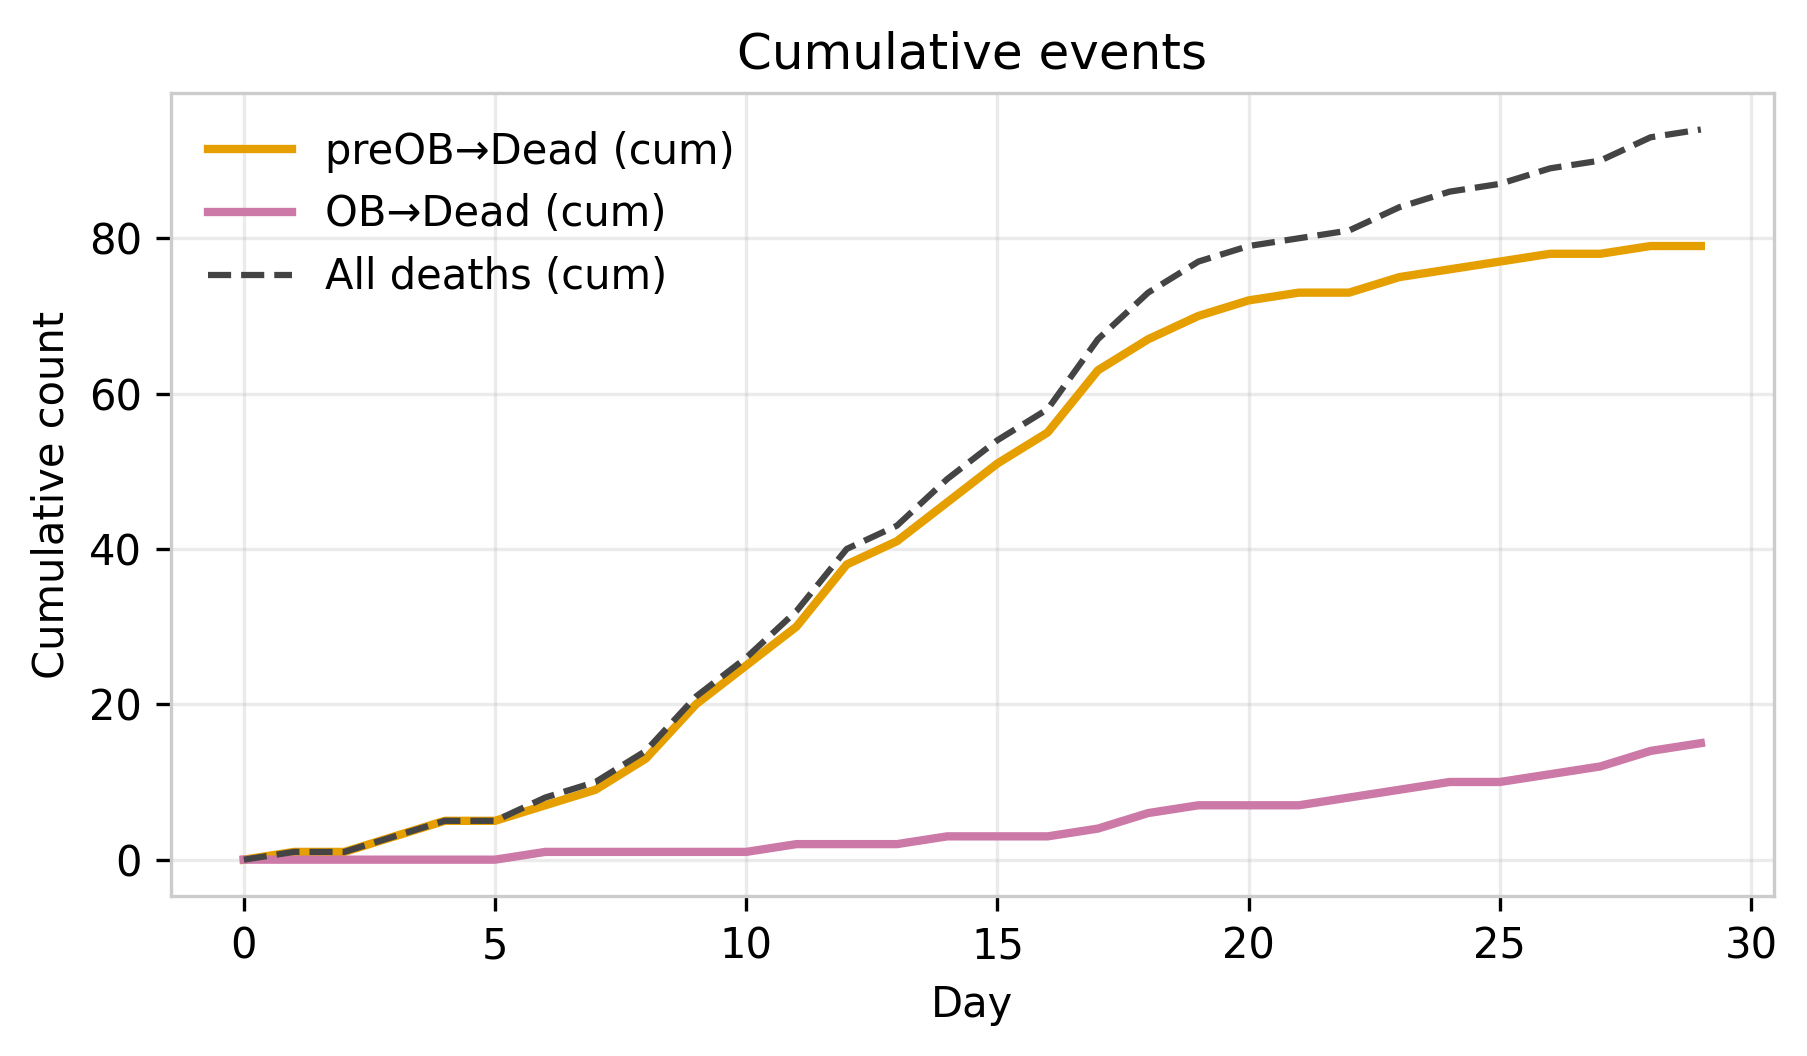 Cumulative events
preOB→Dead (cum)
OB→Dead (cum)
All deaths (cum)
Cumulative count
80
60
40
20
0
0 5 10 15 20 25 30
Day